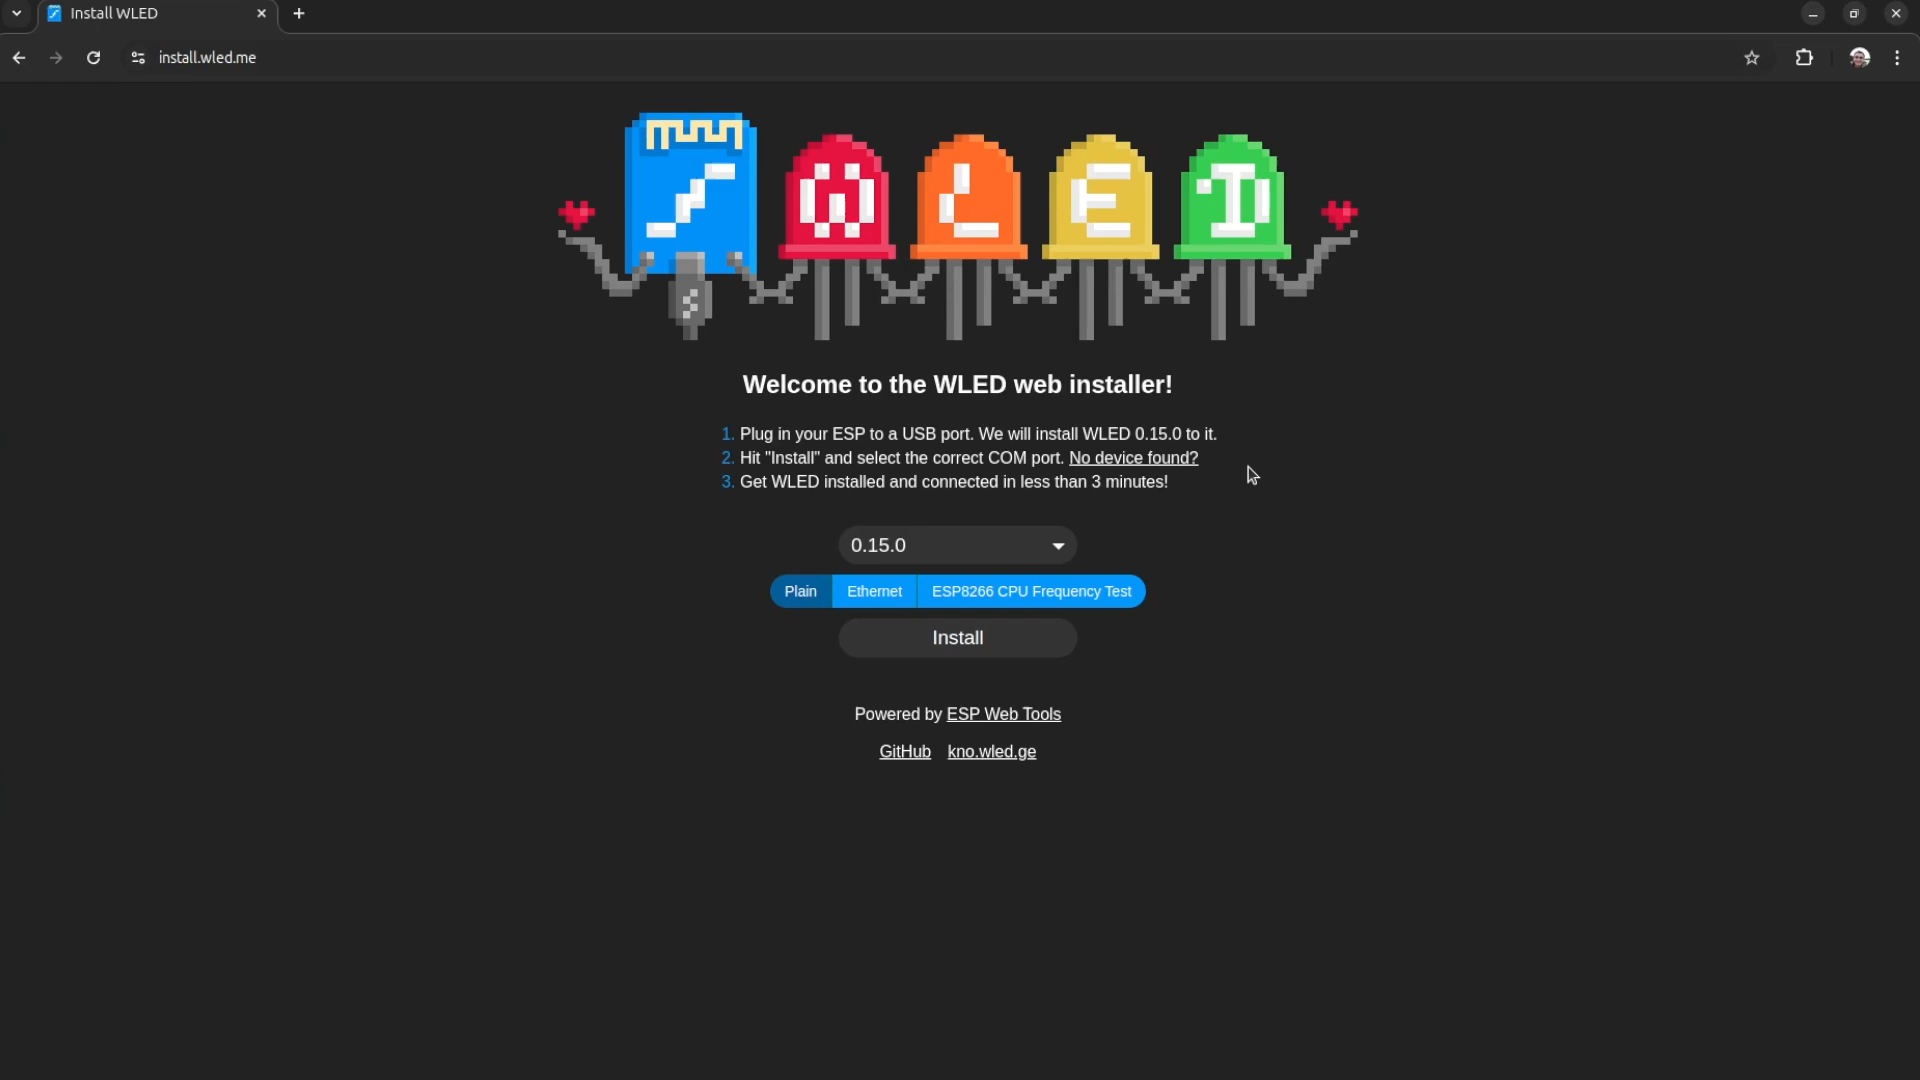 Install WLED
install.wled.me
WLED
Welcome to the WLED web installer!
1. Plug in your ESP to a USB port. We will install WLED 0.15.0 to it.
2. Hit "Install" and select the correct COM port. No device found?
3. Get WLED installed and connected in less than 3 minutes!
0.15.0
Plain Ethernet ESP8266 CPU Frequency Test
Install
Powered by ESP Web Tools
GitHub kno.wled.ge